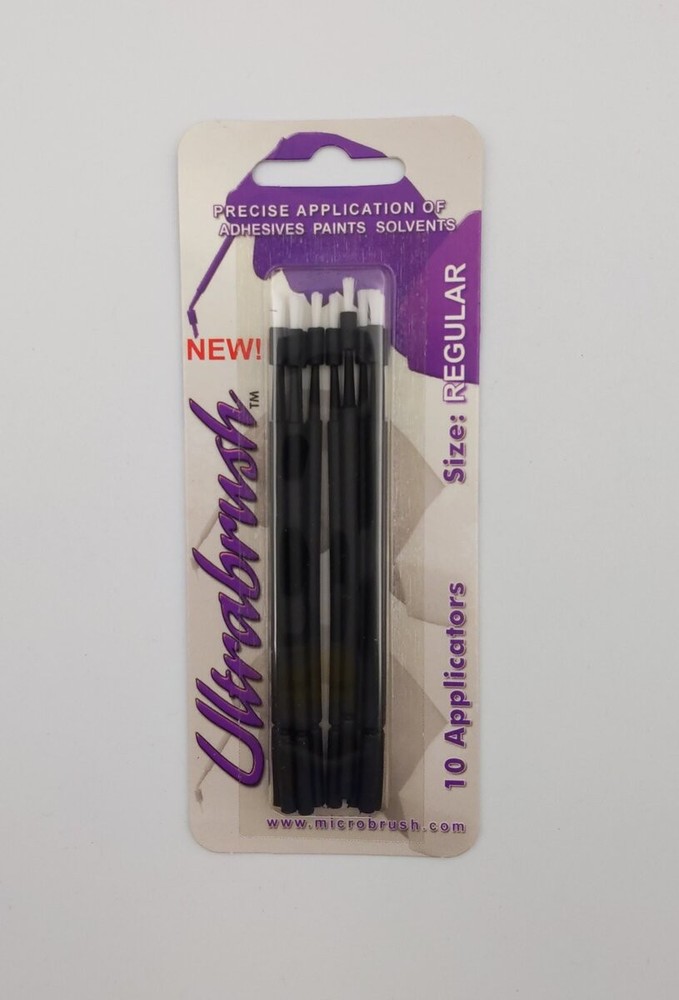 PRECISE APPLICATION OF
ADHESIVES PAINTS SOLVENTS
NEW!
Ultrabrush™
Size: REGULAR
10 Applicators
www.microbrush.com